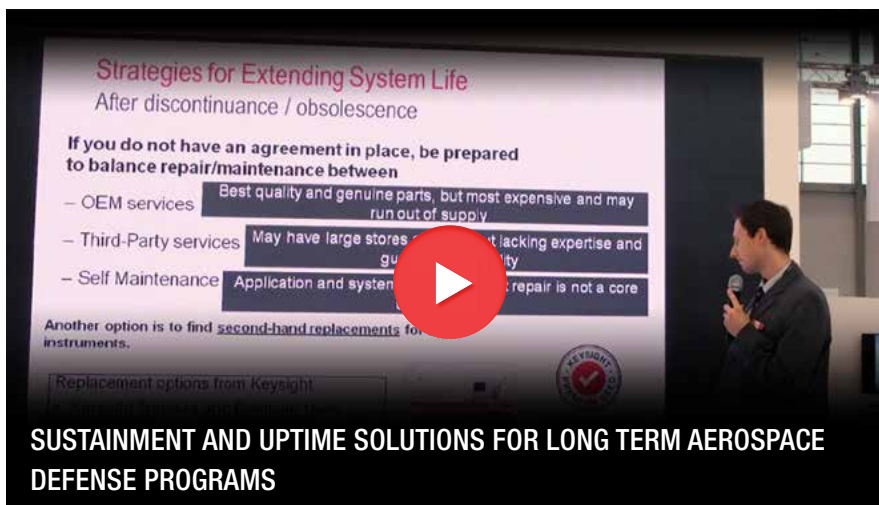 Strategies for Extending System Life
After discontinuance / obsolescence
If you do not have an agreement in place, be prepared
to balance repair/maintenance between
– OEM services
Best quality and genuine parts, but most expensive and may
run out of supply
– Third-Party services
May have large stores lacking expertise and
– Self Maintenance
Application and system repair is not a core
Another option is to find second-hand replacements
instruments.
Replacement options from Keysight
KEYSIGHT
SUSTAINMENT AND UPTIME SOLUTIONS FOR LONG TERM AEROSPACE
DEFENSE PROGRAMS